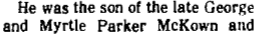 He was the son of the late George
and Myrtle Parker McKown and